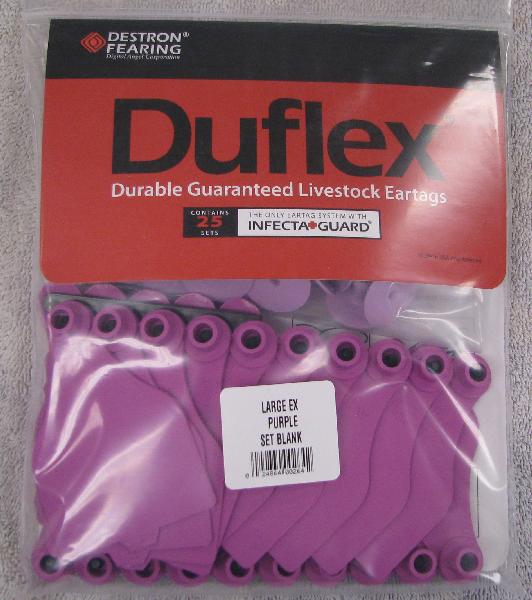 DESTRON®
FEARING
Digital Angel Corporation
Duflex
Durable Guaranteed Livestock Eartags
CONTAINS
25
SETS
THE ONLY EARTAG SYSTEM WITH
INFECTA GUARD®
LARGE EX
PURPLE
SET BLANK